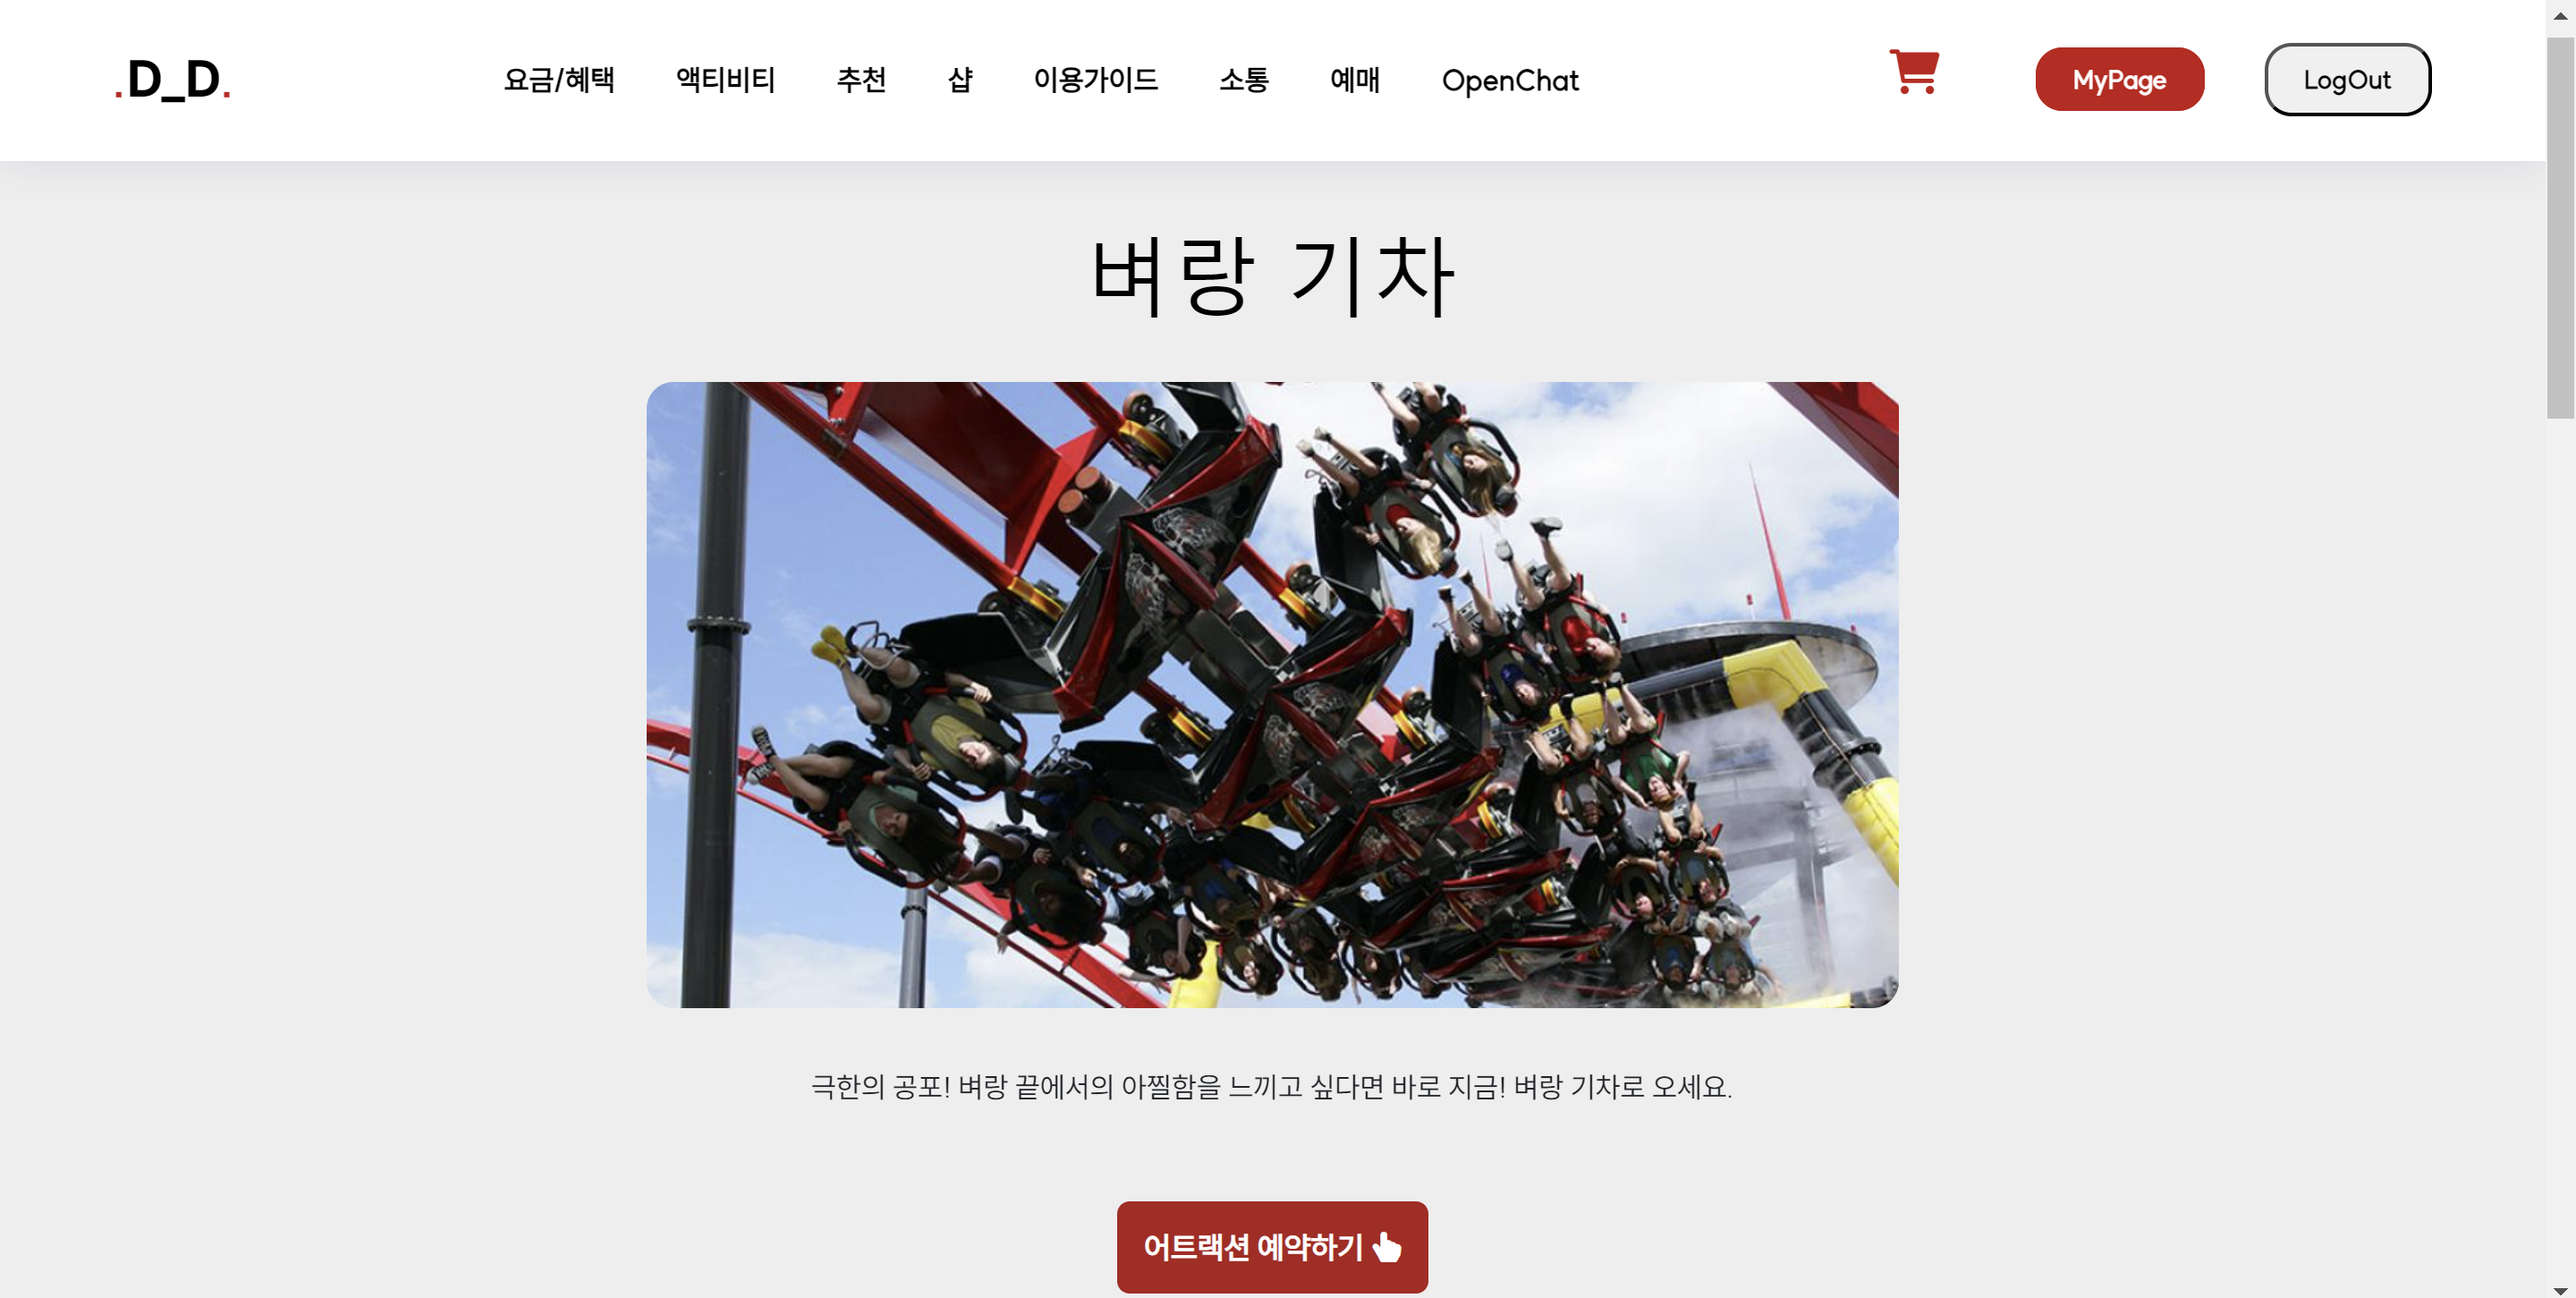 .D_D.
요금/혜택 액티비티 추천 샵 이용가이드 소통 예매 OpenChat MyPage LogOut
벼랑 기차
극한의 공포! 벼랑 끝에서의 아찔함을 느끼고 싶다면 바로 지금! 벼랑 기차로 오세요.
어트랙션 예약하기